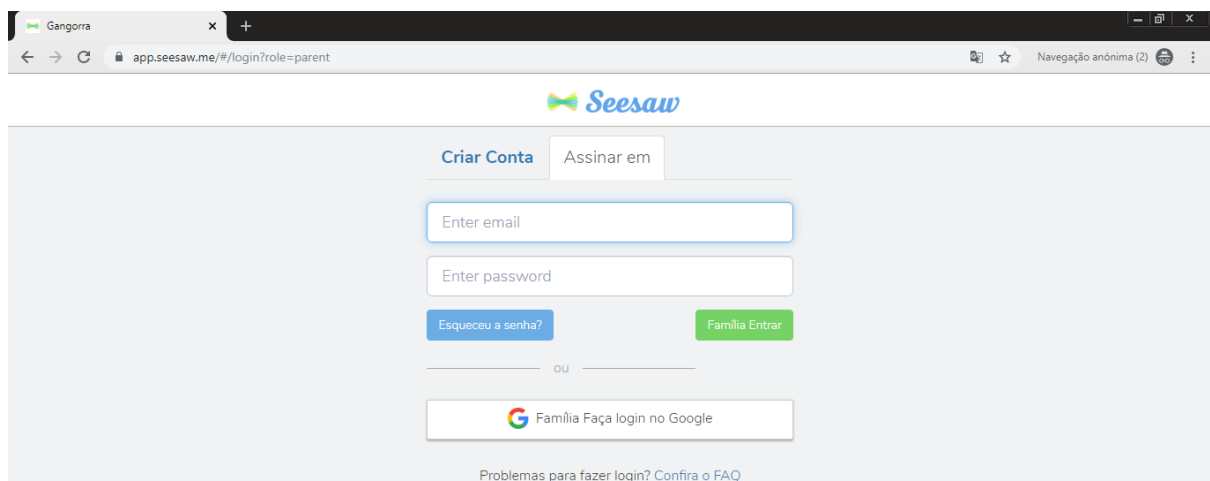 Gangorra
app.seesaw.me/#/login?role=parent
Navegação anónima (2)
Seesaw
Criar Conta
Assinar em
Enter email
Enter password
Esqueceu a senha?
Família Entrar
ou
Família Faça login no Google
Problemas para fazer login? Confira o FAQ